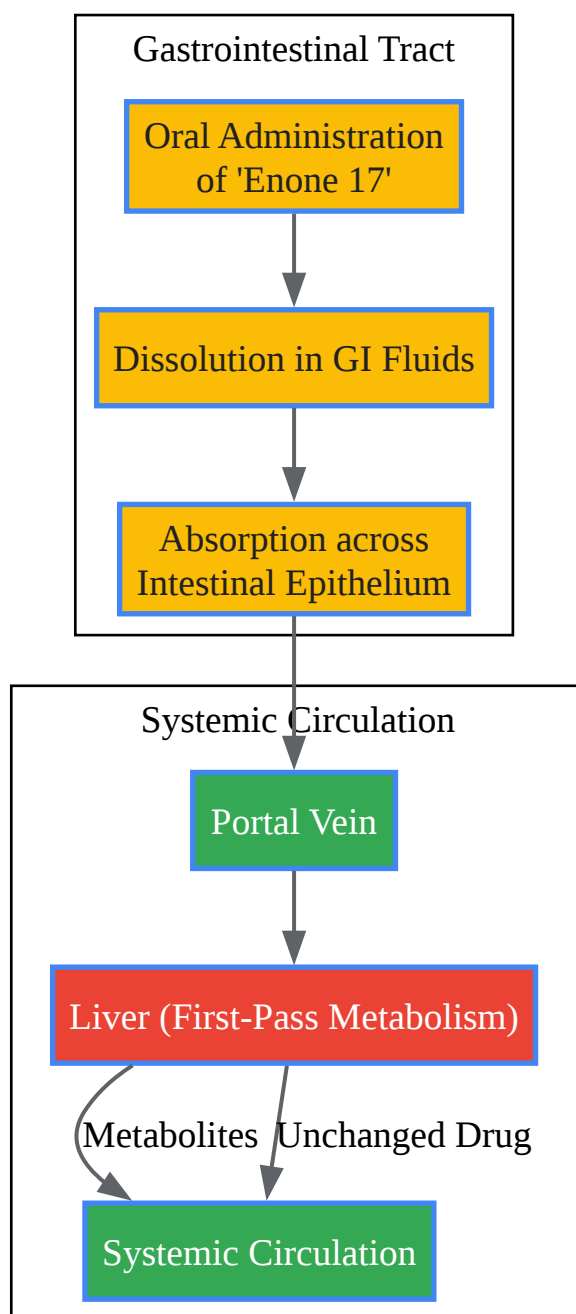 Gastrointestinal Tract
Oral Administration
of 'Enone 17'
Dissolution in GI Fluids
Absorption across
Intestinal Epithelium
Systemic Circulation
Portal Vein
Liver (First-Pass Metabolism)
Metabolites
Unchanged Drug
Systemic Circulation